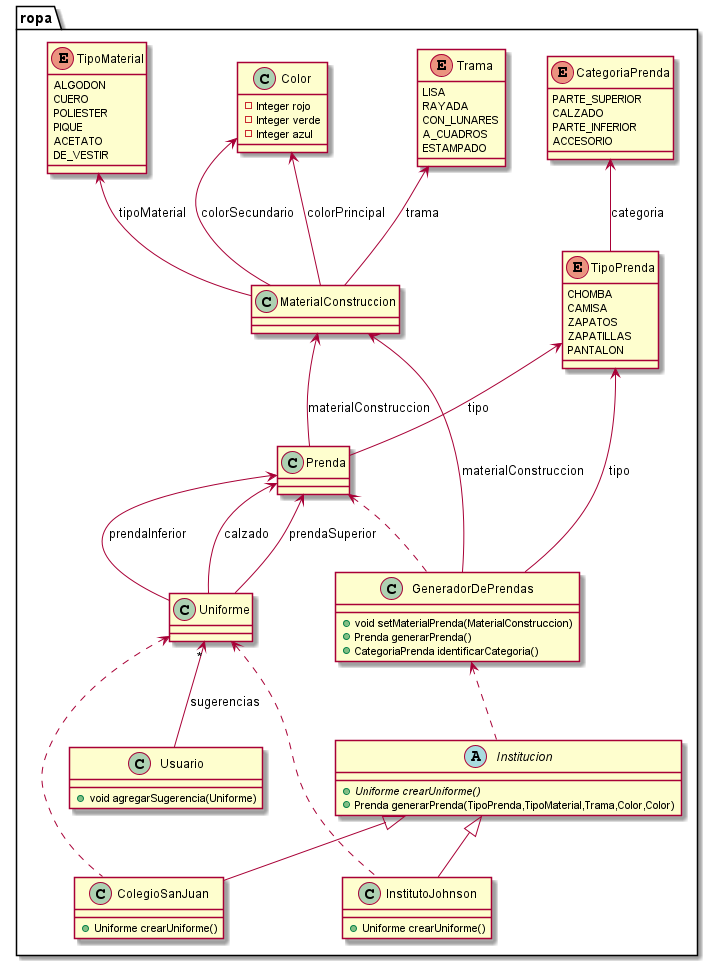 ropa
E TipoMaterial
ALGODON
CUERO
POLIESTER
PIQUE
ACETATO
DE_VESTIR
C Color
Integer rojo
Integer verde
Integer azul
E Trama
LISA
RAYADA
CON_LUNARES
A_CUADROS
ESTAMPADO
E CategoriaPrenda
PARTE_SUPERIOR
CALZADO
PARTE_INFERIOR
ACCESORIO
tipoMaterial
colorSecundario
colorPrincipal
trama
categoria
E TipoPrenda
CHOMBA
CAMISA
ZAPATOS
ZAPATILLAS
PANTALON
C MaterialConstruccion
materialConstruccion
tipo
C Prenda
materialConstruccion
tipo
prendaInferior
calzado
prendaSuperior
C Uniforme
C GeneradorDePrendas
void setMaterialPrenda(MaterialConstruccion)
Prenda generarPrenda()
CategoriaPrenda identificarCategoria()
*
sugerencias
C Usuario
void agregarSugerencia(Uniforme)
A Institucion
Uniforme crearUniforme()
Prenda generarPrenda(TipoPrenda,TipoMaterial,Trama,Color,Color)
C ColegioSanJuan
Uniforme crearUniforme()
C InstitutoJohnson
Uniforme crearUniforme()